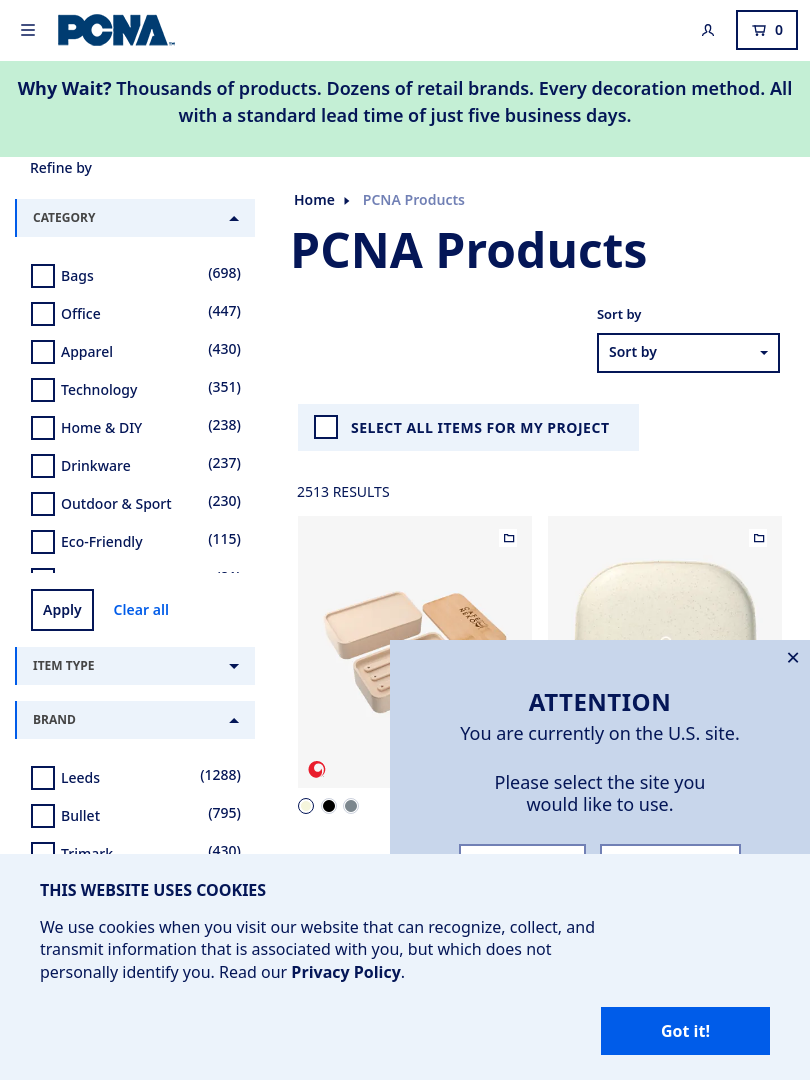 PCNA
0
Why Wait? Thousands of products. Dozens of retail brands. Every decoration method. All
with a standard lead time of just five business days.
Refine by
CATEGORY
Bags (698)
Office (447)
Apparel (430)
Technology (351)
Home & DIY (238)
Drinkware (237)
Outdoor & Sport (230)
Eco-Friendly (115)
Apply Clear all
ITEM TYPE
BRAND
Leeds (1288)
Bullet (795)
Trimark (430)
Home PCNA Products
PCNA Products
Sort by
Sort by
SELECT ALL ITEMS FOR MY PROJECT
2513 RESULTS
ATTENTION
You are currently on the U.S. site.
Please select the site you
would like to use.
THIS WEBSITE USES COOKIES
We use cookies when you visit our website that can recognize, collect, and
transmit information that is associated with you, but which does not
personally identify you. Read our Privacy Policy.
Got it!